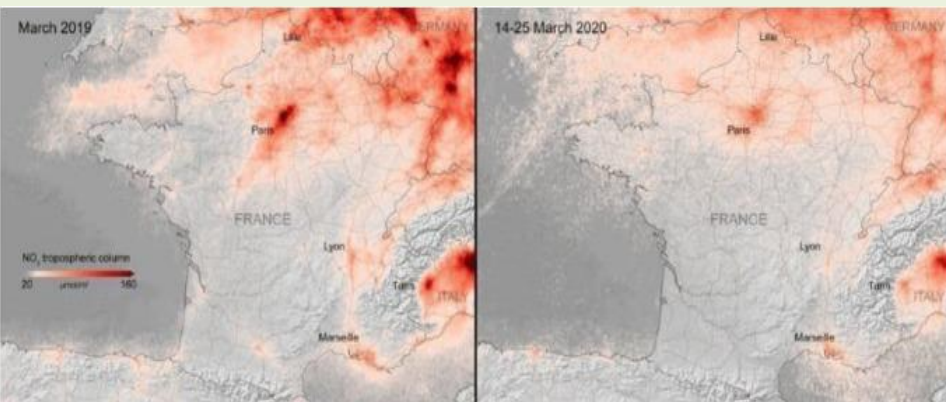 March 2019
GERMANY
Lille
Paris
FRANCE
Lyon
NO₂ tropospheric column
20 µmol/m² 160
Turin
ITALY
Marseille
14-25 March 2020
GERMANY
Lille
Paris
FRANCE
Lyon
Turin
ITALY
Marseille